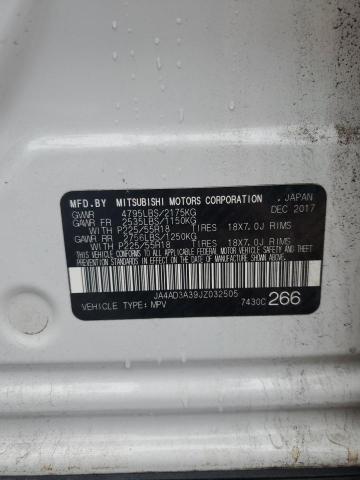 MFD.BY MITSUBISHI MOTORS CORPORATION , JAPAN
GVWR 4795LBS/2175KG DEC 2017
GAWR FR 2535LBS/1150KG
WITH P225/55R18 TIRES 18X7.0J RIMS
GAWR RR 2756LBS/1250KG
WITH P225/55R18 TIRES 18X7.0J RIMS
THIS VEHICLE CONFORMS TO ALL APPLICABLE FEDERAL MOTOR VEHICLE SAFETY
AND THEFT PREVENTION STANDARDS IN EFFECT ON THE DATE OF MANUFACTURE
SHOWN ABOVE.
JA4AD3A39JZ032505
VEHICLE TYPE: MPV 7430C 266